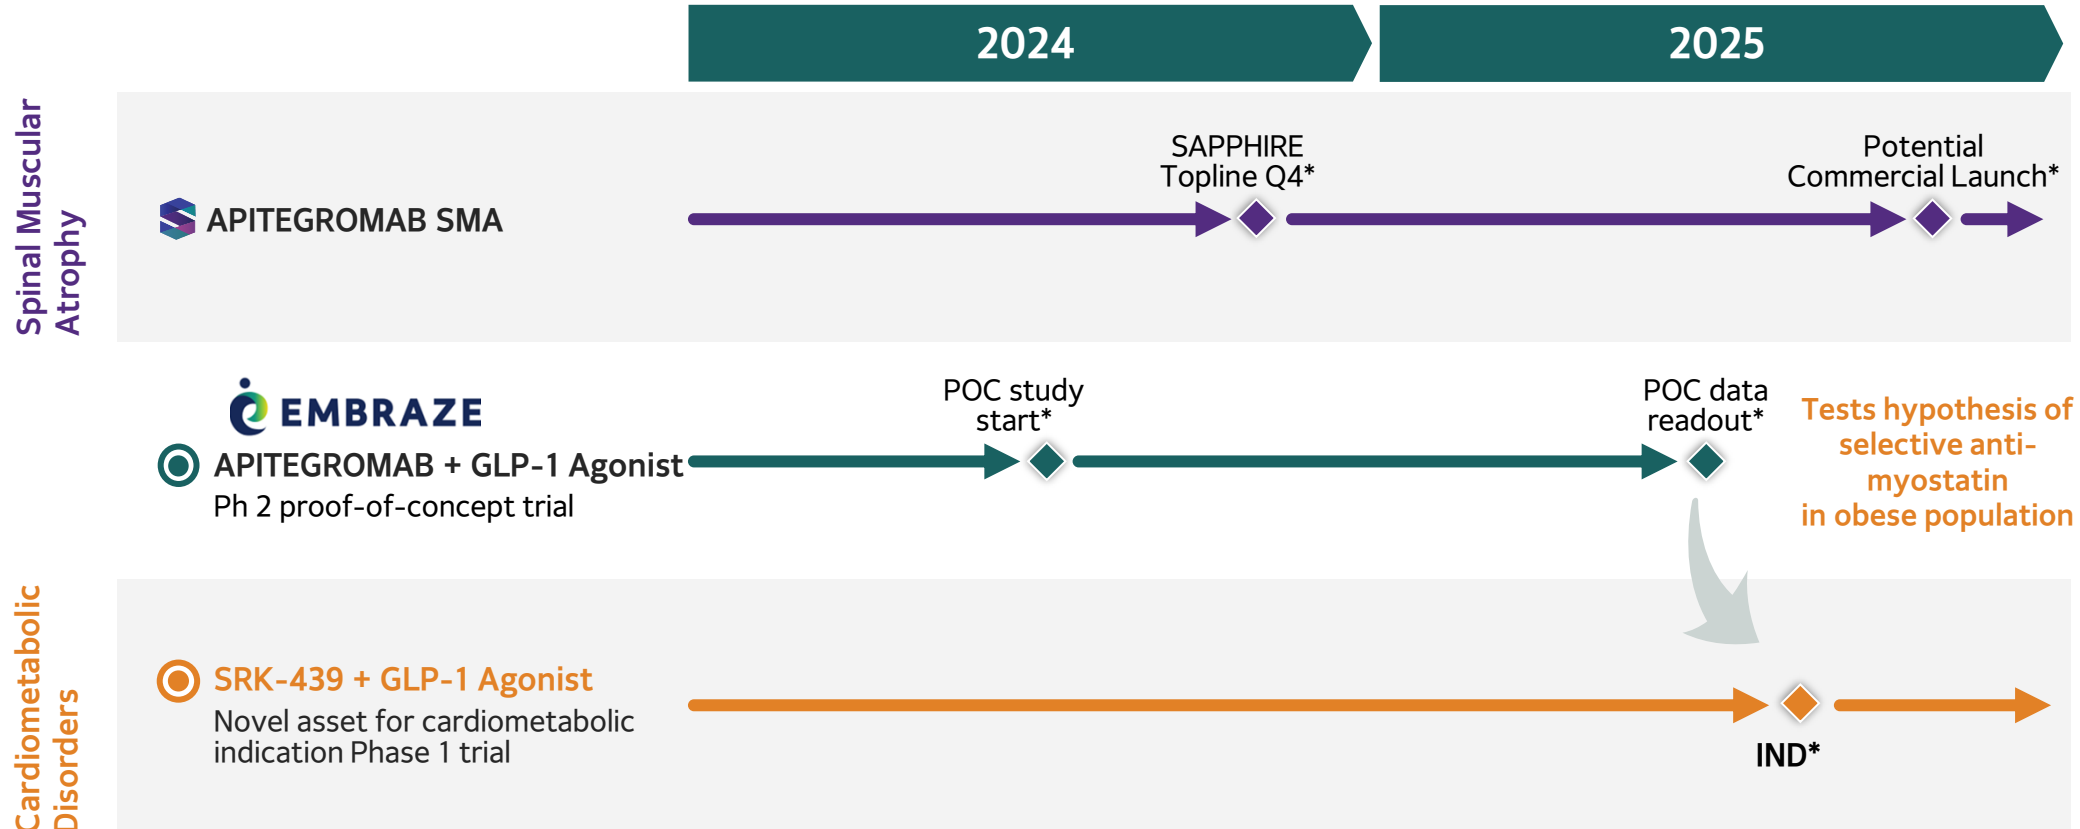 2024
2025
Spinal Muscular
Atrophy
SAPPHIRE
Topline Q4*
Potential
Commercial Launch*
APITEGROMAB SMA
EMBRAZE
APITEGROMAB + GLP-1 Agonist
Ph 2 proof-of-concept trial
POC study
start*
POC data
readout*
Tests hypothesis of
selective anti-
myostatin
in obese population
Cardiometabolic
Disorders
SRK-439 + GLP-1 Agonist
Novel asset for cardiometabolic
indication Phase 1 trial
IND*